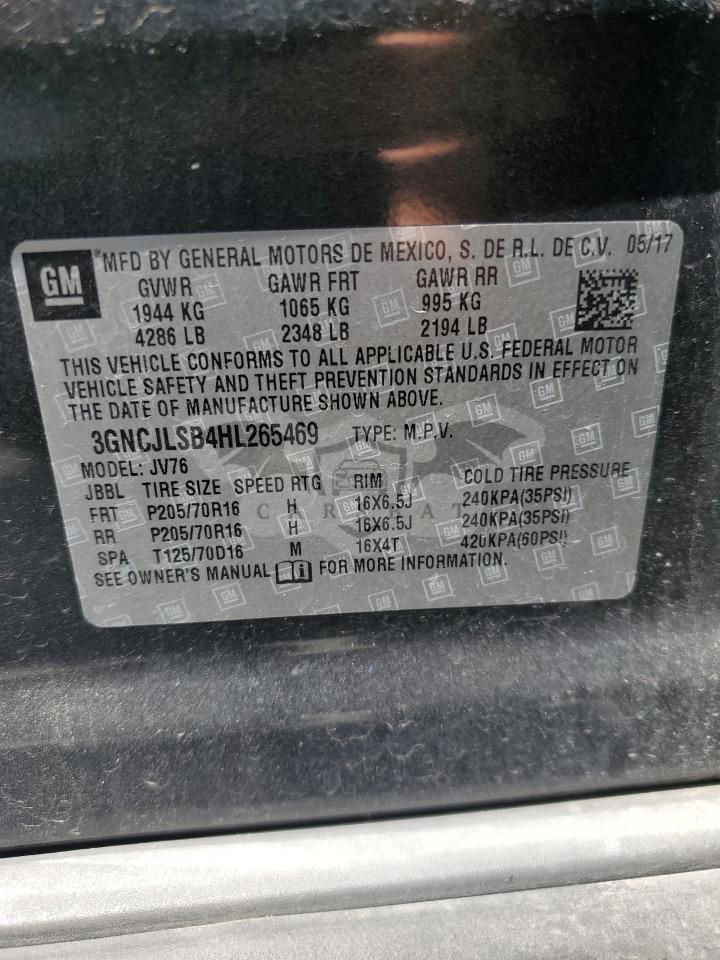 GM
®MFD BY GENERAL MOTORS DE MEXICO, S. DE R.L. DE C.V. 05/17
GVWR GAWR FRT GAWR RR
1944 KG 1065 KG 995 KG
4286 LB 2348 LB 2194 LB
THIS VEHICLE CONFORMS TO ALL APPLICABLE U.S. FEDERAL MOTOR
VEHICLE SAFETY AND THEFT PREVENTION STANDARDS IN EFFECT ON
THE DATE OF MANUFACTURE SHOWN ABOVE.
3GNCJLSB4HL265469 TYPE: M.P.V.
MODEL: JV76
JBBL TIRE SIZE SPEED RTG RIM COLD TIRE PRESSURE
FRT P205/70R16 H 16X6.5J 240KPA(35PSI)
RR P205/70R16 H 16X6.5J 240KPA(35PSI)
SPA T125/70D16 M 16X4T 420KPA(60PSI)
SEE OWNER'S MANUAL FOR MORE INFORMATION.